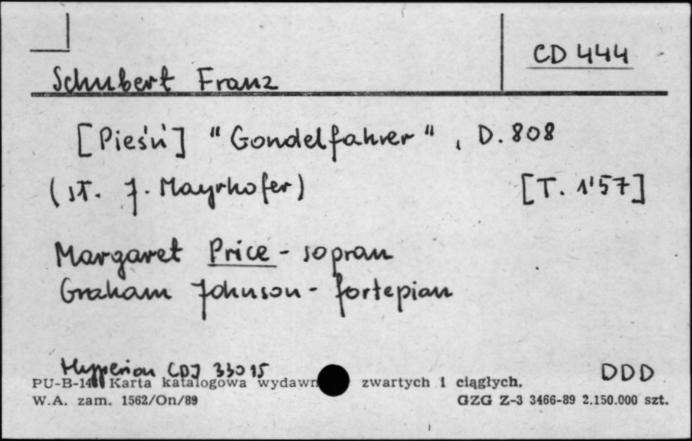 CD 444
Schubert Franz
[Pieśń] "Gondelfahrer", D. 808
(sł. J. Mayrhofer) [T. 1'57]
Margaret Price - sopran
Graham Johnson - fortepian
Hyperion CDJ 33015 DDD
PU-B-14 Karta katalogowa wydawn zwartych i ciągłych.
W.A. zam. 1562/On/89 GZG Z-3 3466-89 2.150.000 szt.